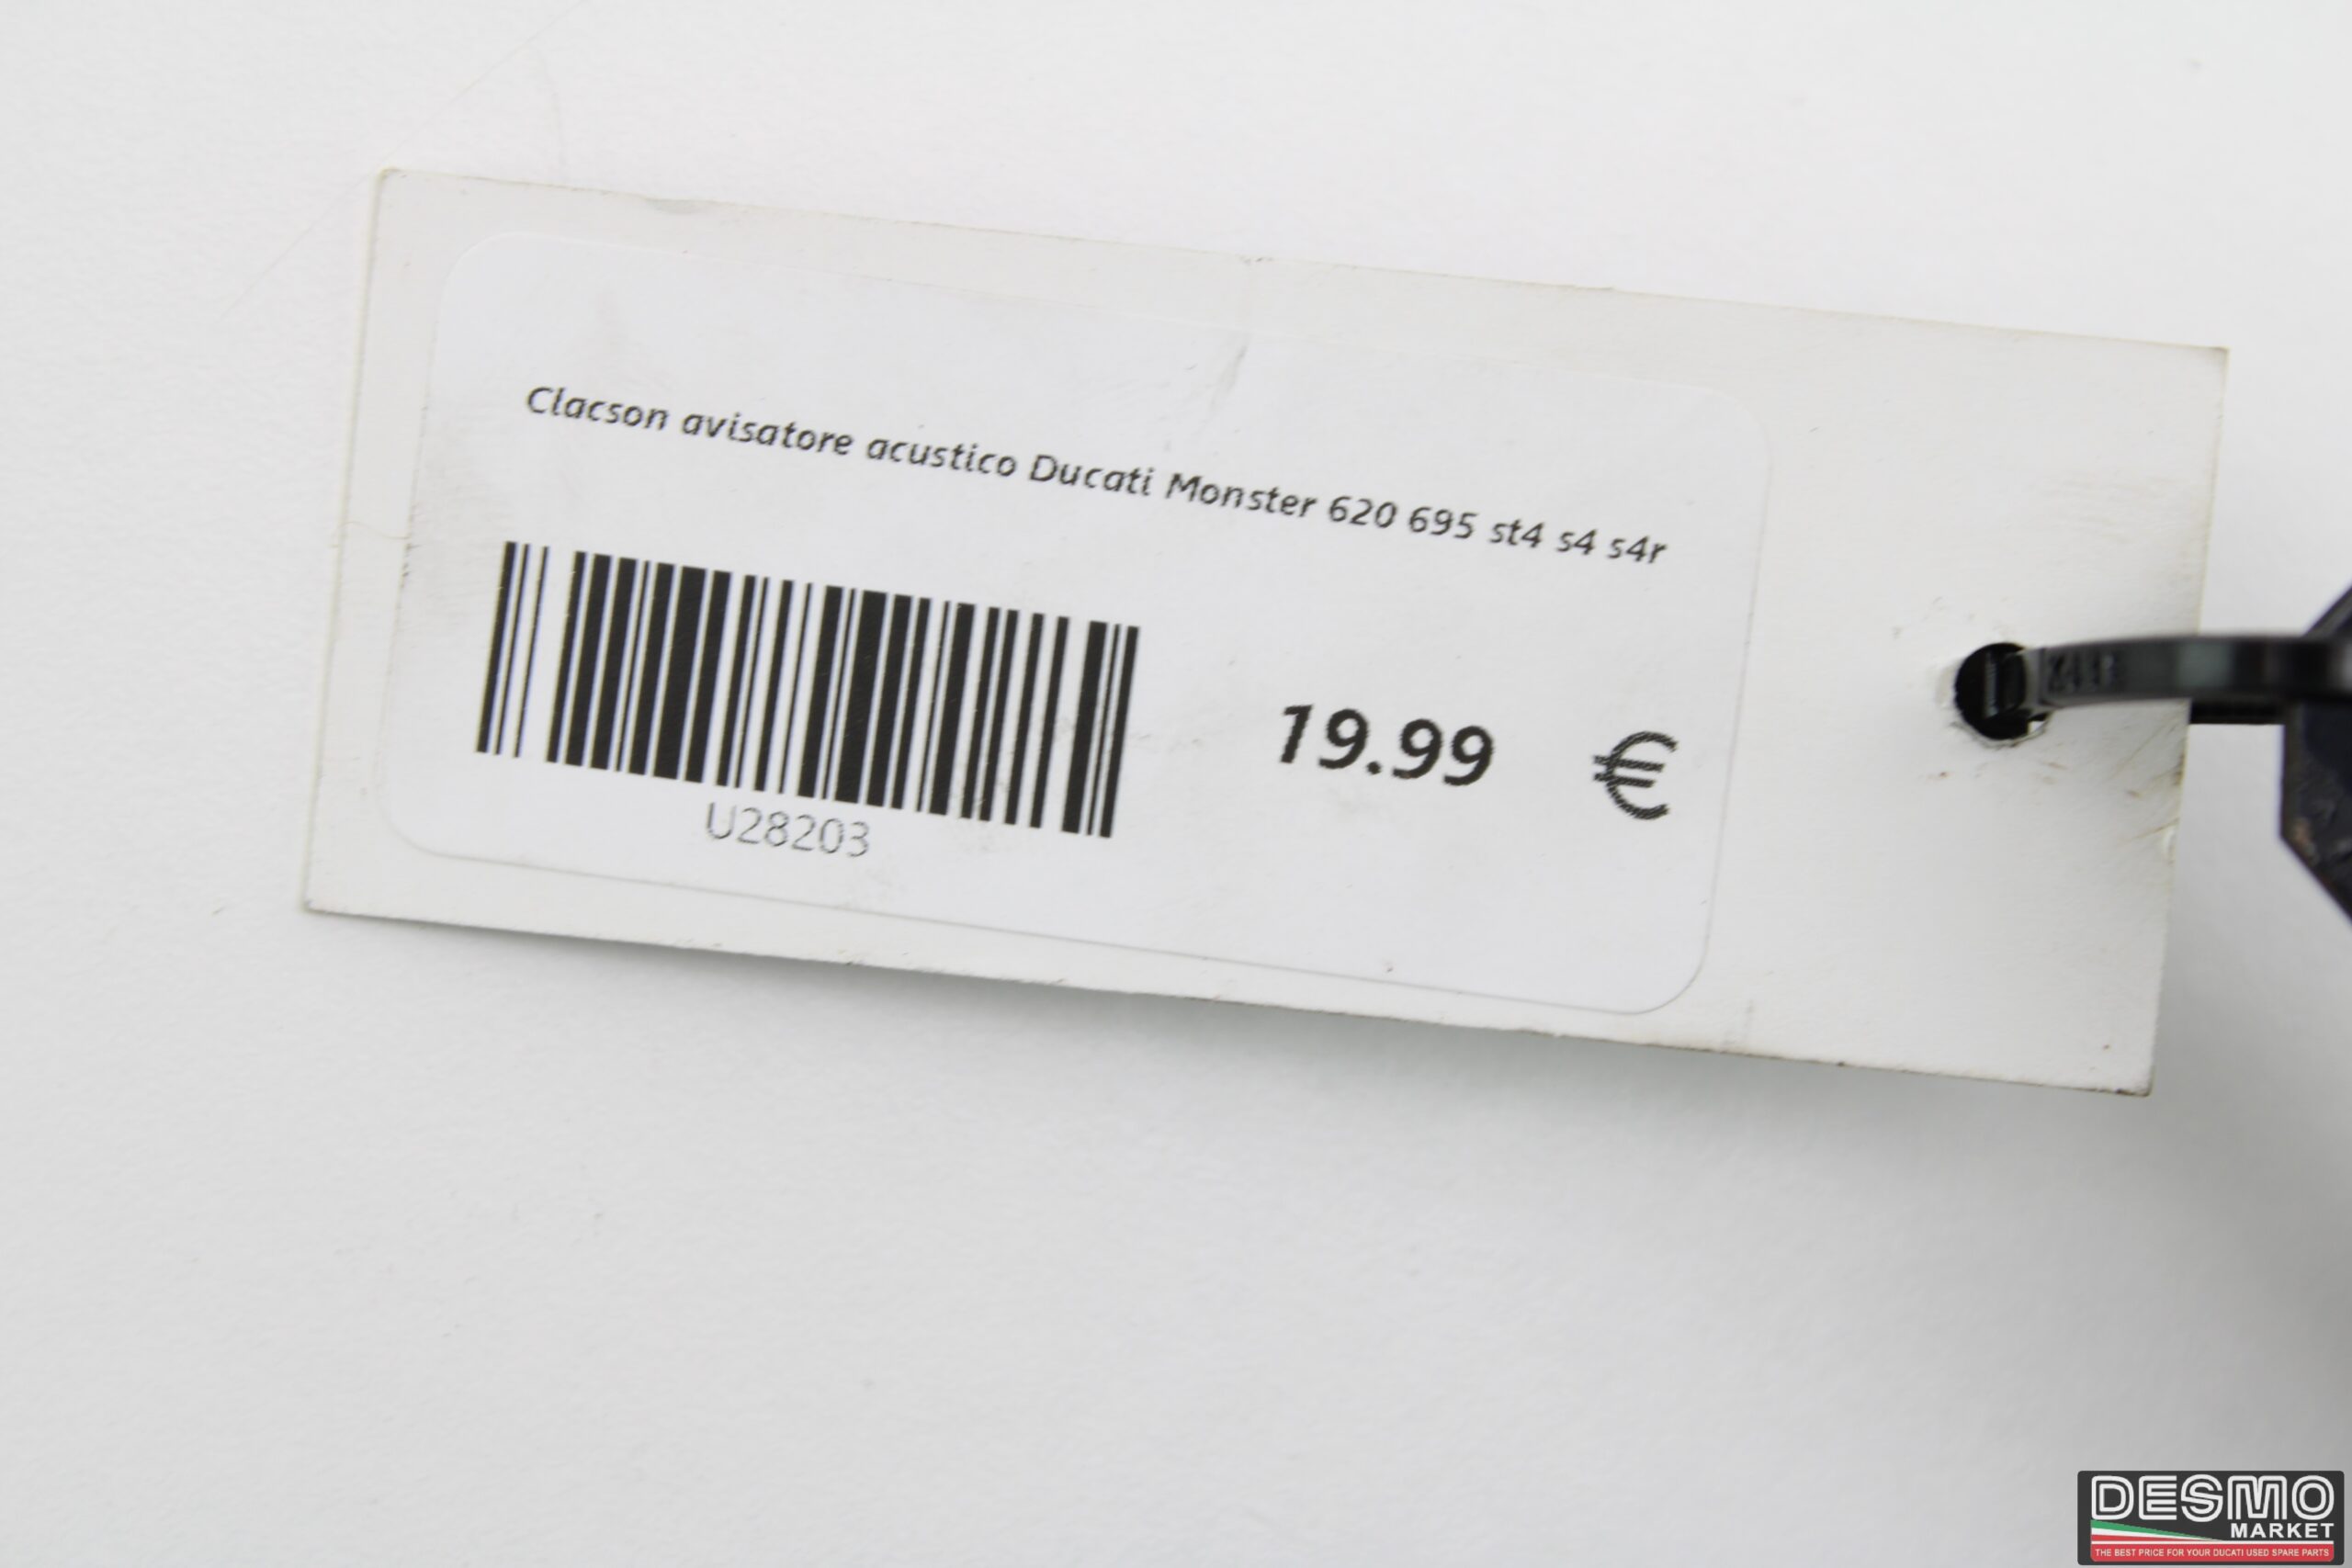 Clacson avisatore acustico Ducati Monster 620 695 st4 s4 s4r
19.99 €
U28203
DESMO
MARKET
THE BEST PRICE FOR YOUR DUCATI USED SPARE PARTS